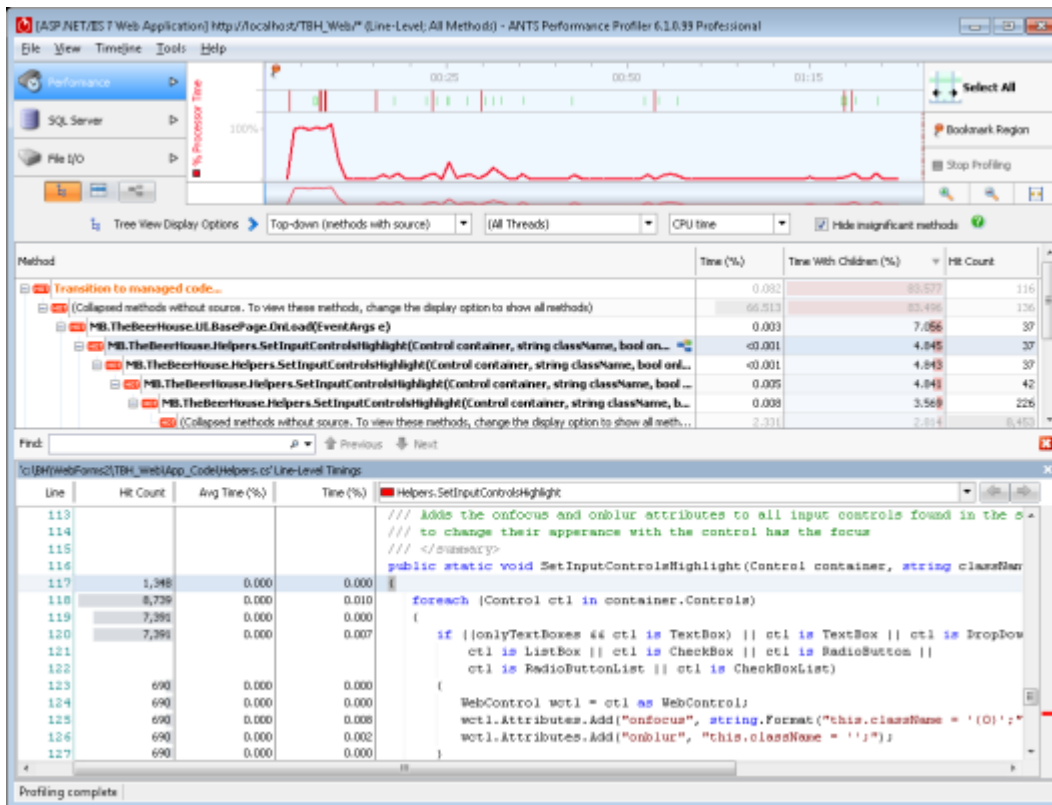 [ASP.NET/IIS 7 Web Application] http://localhost/TBH_Web/* (Line-Level; All Methods) - ANTS Performance Profiler 6.1.0.99 Professional
File View Timeline Tools Help
Performance
SQL Server
File I/O
% Processor Time
100%
00:25 00:50 01:15
Select All
Bookmark Region
Stop Profiling
Tree View Display Options Top-down (methods with source) (All Threads) CPU time Hide insignificant methods
Method Time (%) Time With Children (%) Hit Count
Transition to managed code... 0.082 83.577 116
(Collapsed methods without source. To view these methods, change the display option to show all methods) 66.513 83.496 136
MB.TheBeerHouse.UI.BasePage.OnLoad(EventArgs e) 0.003 7.056 37
MB.TheBeerHouse.Helpers.SetInputControlsHighlight(Control container, string className, bool on... <0.001 4.845 37
MB.TheBeerHouse.Helpers.SetInputControlsHighlight(Control container, string className, bool onl... <0.001 4.843 37
MB.TheBeerHouse.Helpers.SetInputControlsHighlight(Control container, string className, bool ... 0.005 4.841 42
MB.TheBeerHouse.Helpers.SetInputControlsHighlight(Control container, string className, b... 0.008 3.569 226
(Collapsed methods without source. To view these methods, change the display option to show all meth... 2.331 2.814 8,453
Find: Previous Next
'c:\BH\WebForms2\TBH_Web\App_Code\Helpers.cs' Line-Level Timings
Line Hit Count Avg Time (%) Time (%) Helpers.SetInputControlsHighlight
113 /// Adds the onfocus and onblur attributes to all input controls found in the s
114 /// to change their apperance with the control has the focus
115 /// </summary>
116 public static void SetInputControlsHighlight(Control container, string classNam
117 1,348 0.000 0.000 {
118 8,739 0.000 0.010 foreach (Control ctl in container.Controls)
119 7,391 0.000 0.000 {
120 7,391 0.000 0.007 if ((onlyTextBoxes && ctl is TextBox) || ctl is TextBox || ctl is DropDow
121 ctl is ListBox || ctl is CheckBox || ctl is RadioButton ||
122 ctl is RadioButtonList || ctl is CheckBoxList)
123 690 0.000 0.000 {
124 690 0.000 0.000 WebControl wctl = ctl as WebControl;
125 690 0.000 0.008 wctl.Attributes.Add("onfocus", string.Format("this.className = '{0}';"
126 690 0.000 0.002 wctl.Attributes.Add("onblur", "this.className = '';");
127 690 0.000 0.000 }
Profiling complete